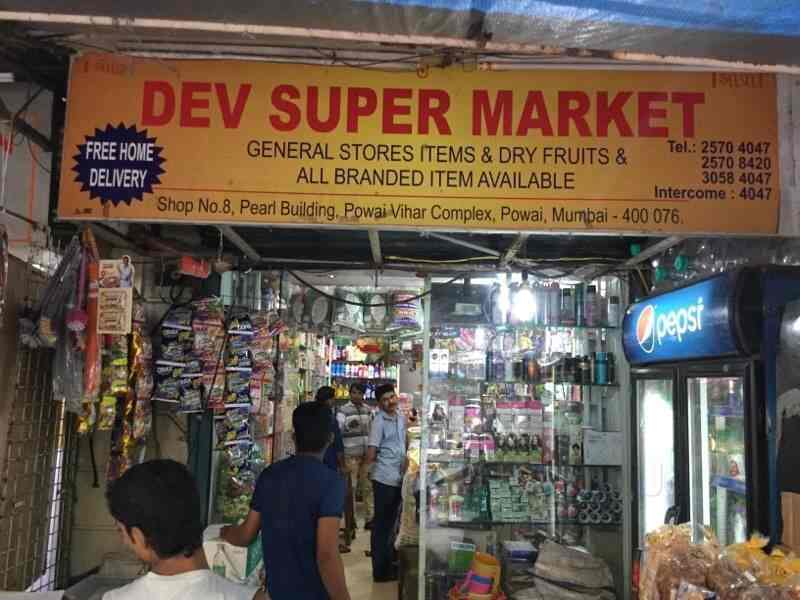 DEV SUPER MARKET
FREE HOME
DELIVERY
GENERAL STORES ITEMS & DRY FRUITS &
ALL BRANDED ITEM AVAILABLE
Tel.: 2570 4047
2570 8420
3058 4047
Intercome : 4047
Shop No.8, Pearl Building, Powai Vihar Complex, Powai, Mumbai - 400 076.
pepsi